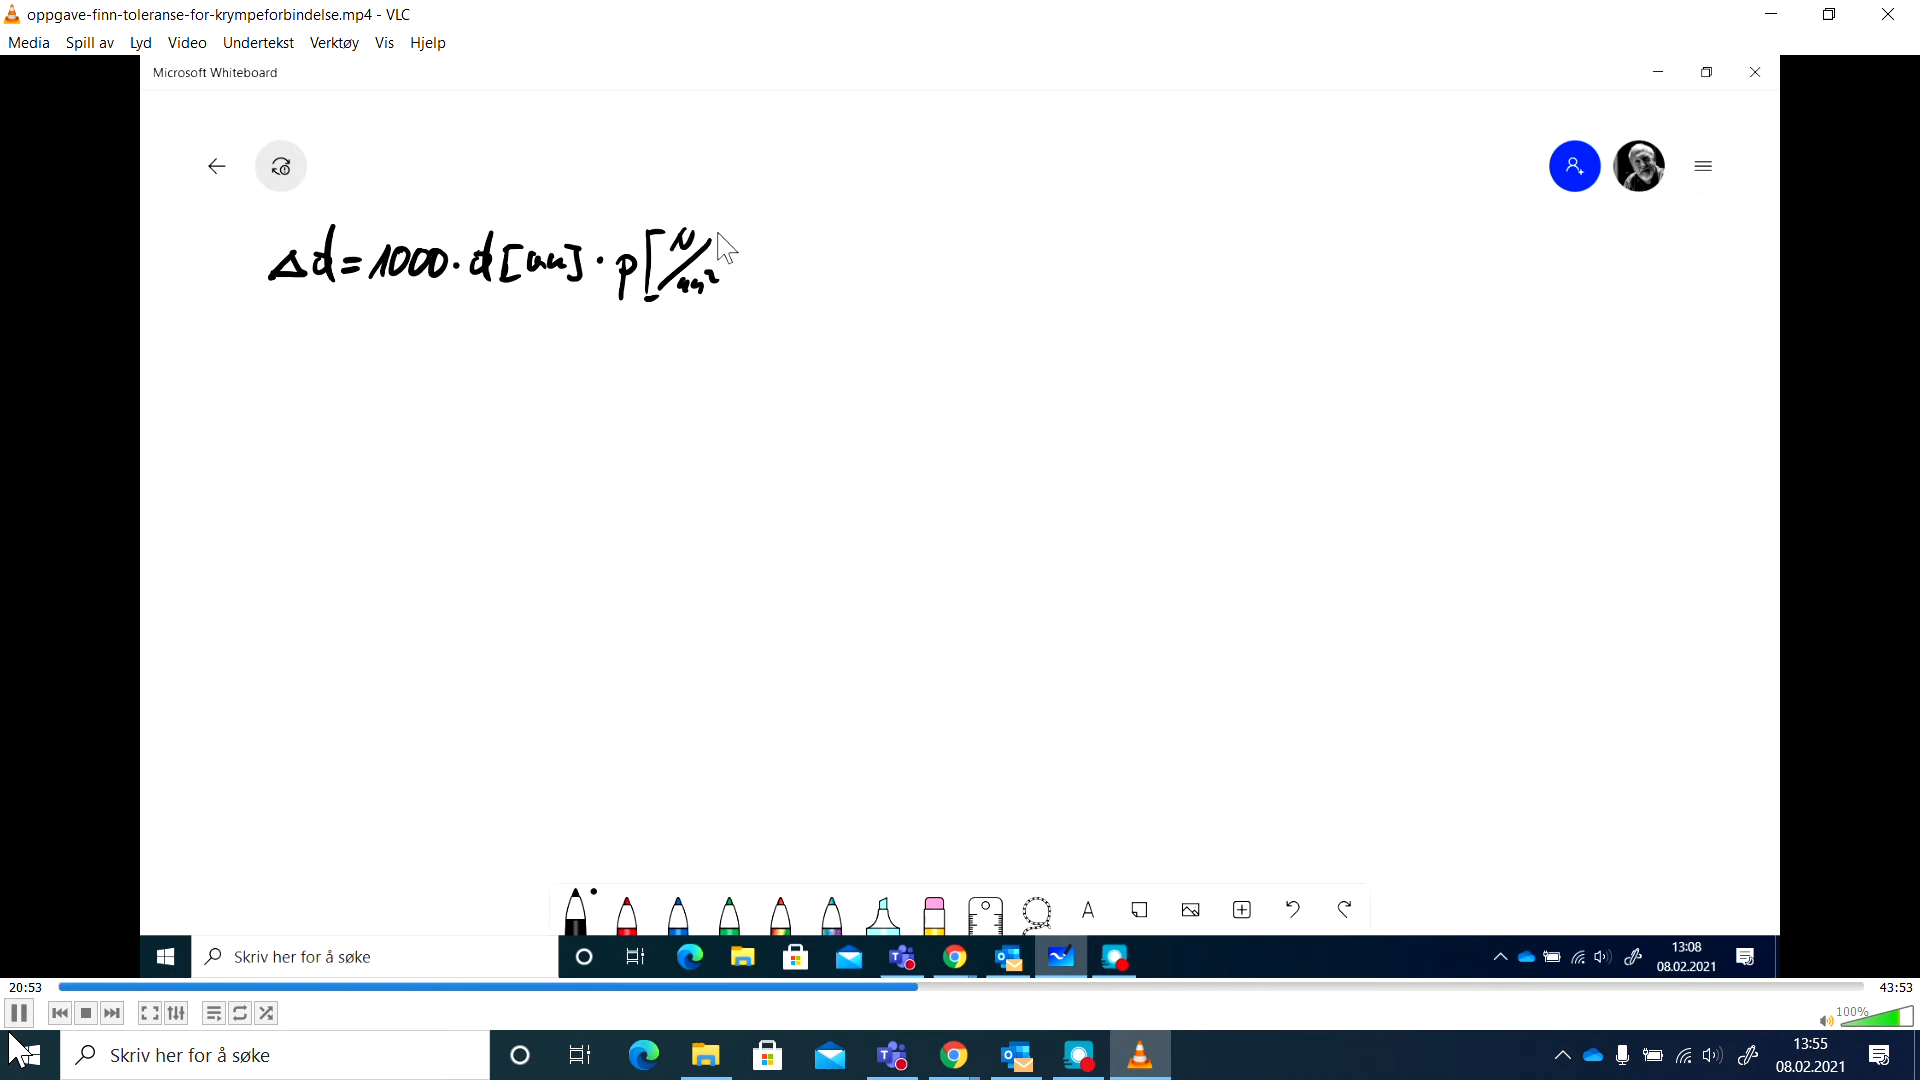 oppgave-finn-toleranse-for-krympeforbindelse.mp4 - VLC
Media Spill av Lyd Video Undertekst Verktøy Vis Hjelp
Microsoft Whiteboard
Δd = 1000 · d [mm] · p [N/mm²
A
Skriv her for å søke
13:08
08.02.2021
20:53
43:53
100%
Skriv her for å søke
13:55
08.02.2021